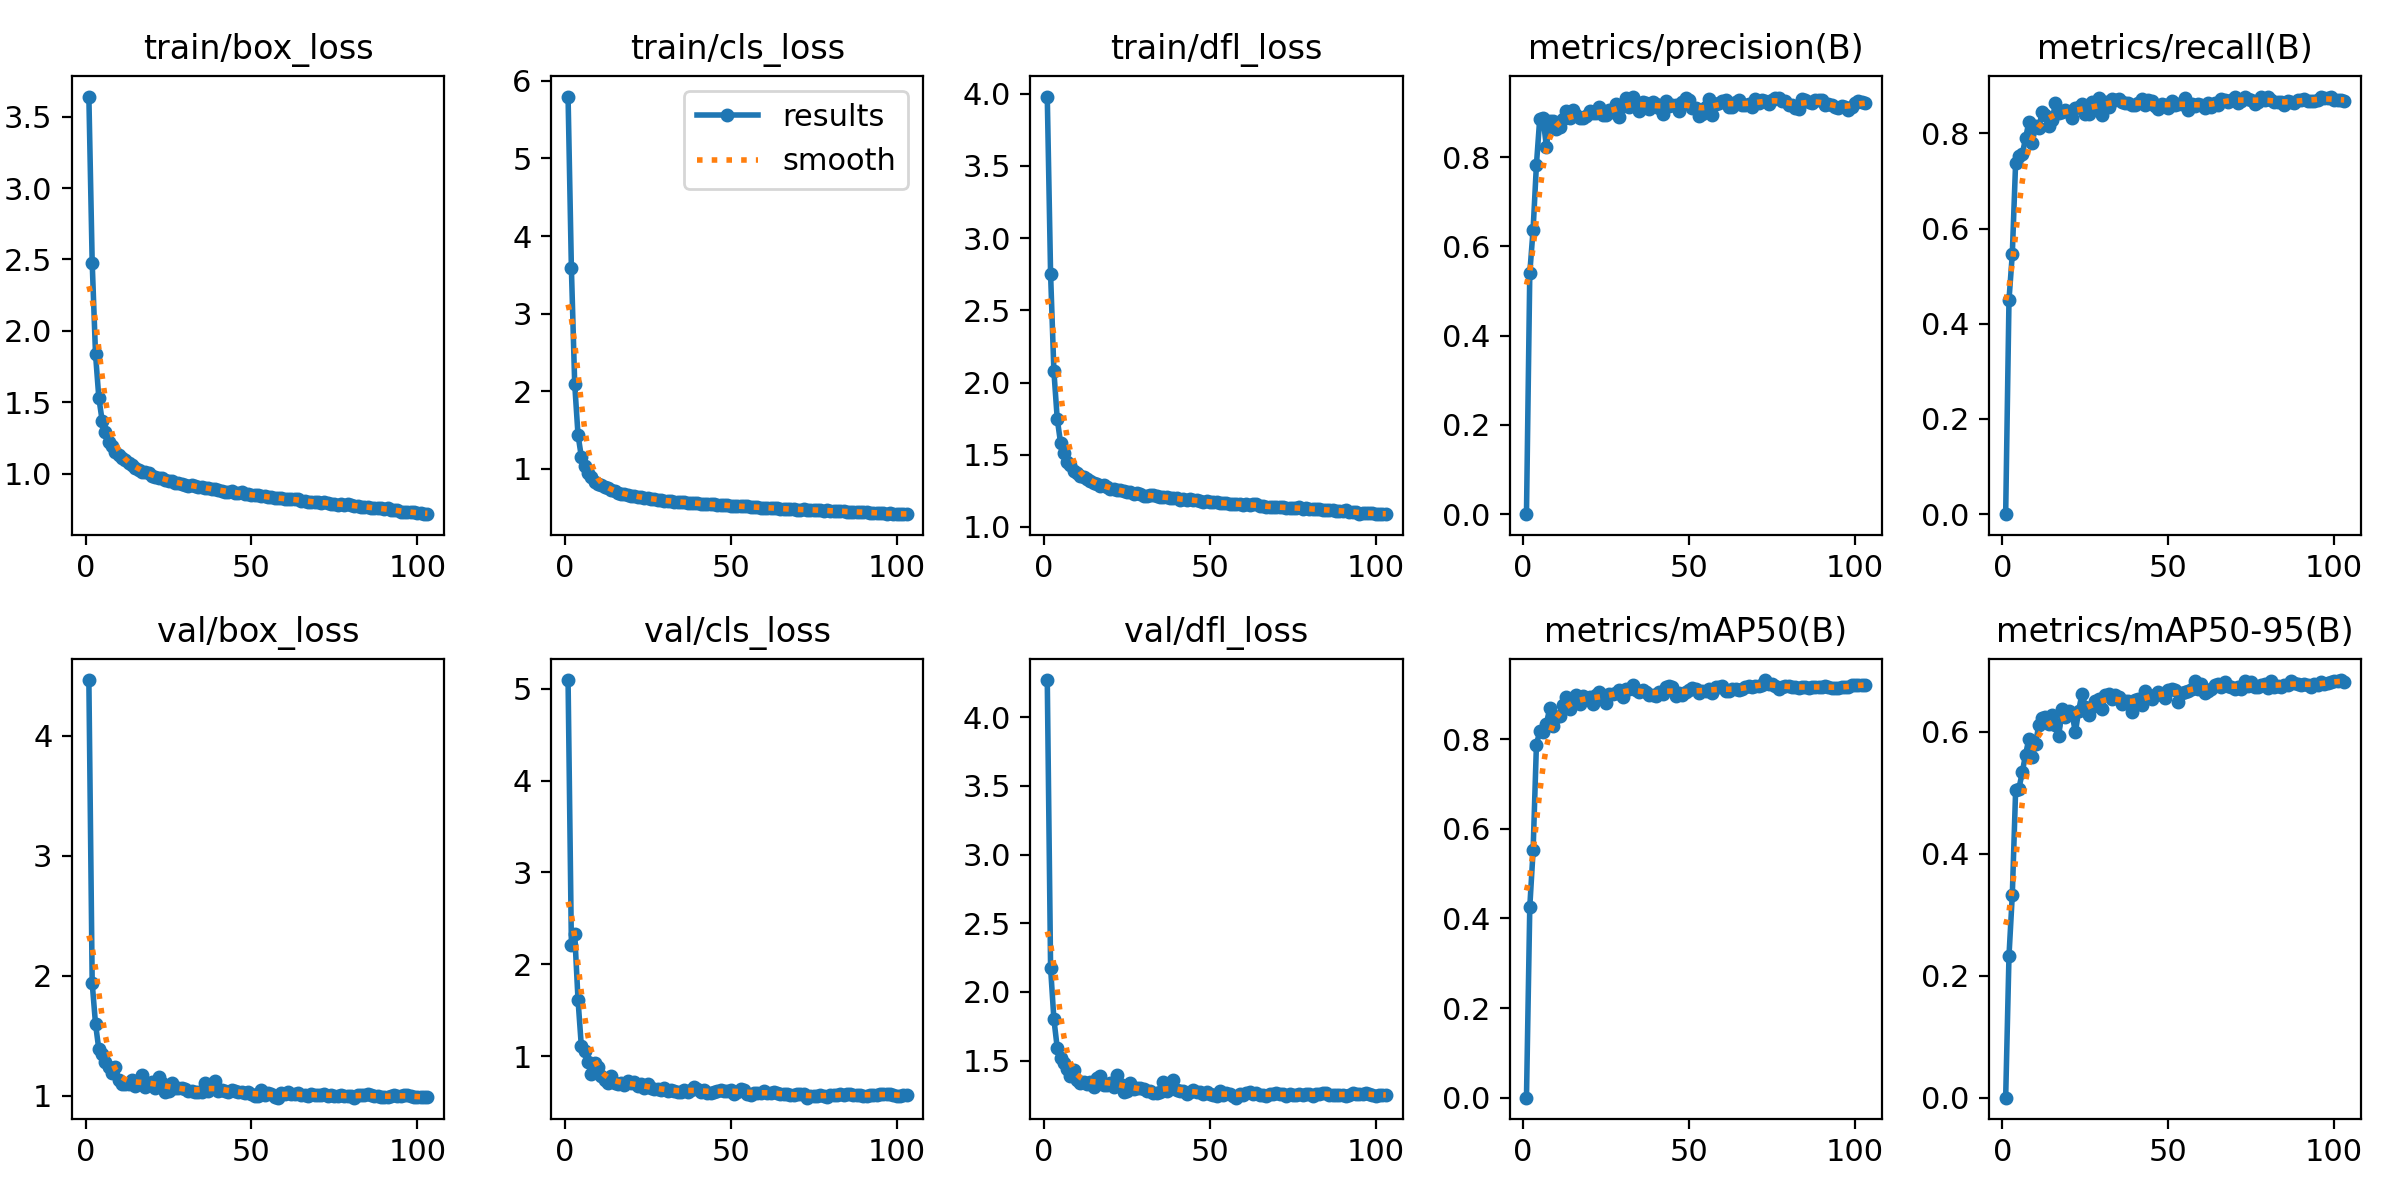 train/box_loss
3.5
3.0
2.5
2.0
1.5
1.0
0 50 100
train/cls_loss
6
5
4
3
2
1
results
smooth
0 50 100
train/dfl_loss
4.0
3.5
3.0
2.5
2.0
1.5
1.0
0 50 100
metrics/precision(B)
0.8
0.6
0.4
0.2
0.0
0 50 100
metrics/recall(B)
0.8
0.6
0.4
0.2
0.0
0 50 100
val/box_loss
4
3
2
1
0 50 100
val/cls_loss
5
4
3
2
1
0 50 100
val/dfl_loss
4.0
3.5
3.0
2.5
2.0
1.5
0 50 100
metrics/mAP50(B)
0.8
0.6
0.4
0.2
0.0
0 50 100
metrics/mAP50-95(B)
0.6
0.4
0.2
0.0
0 50 100